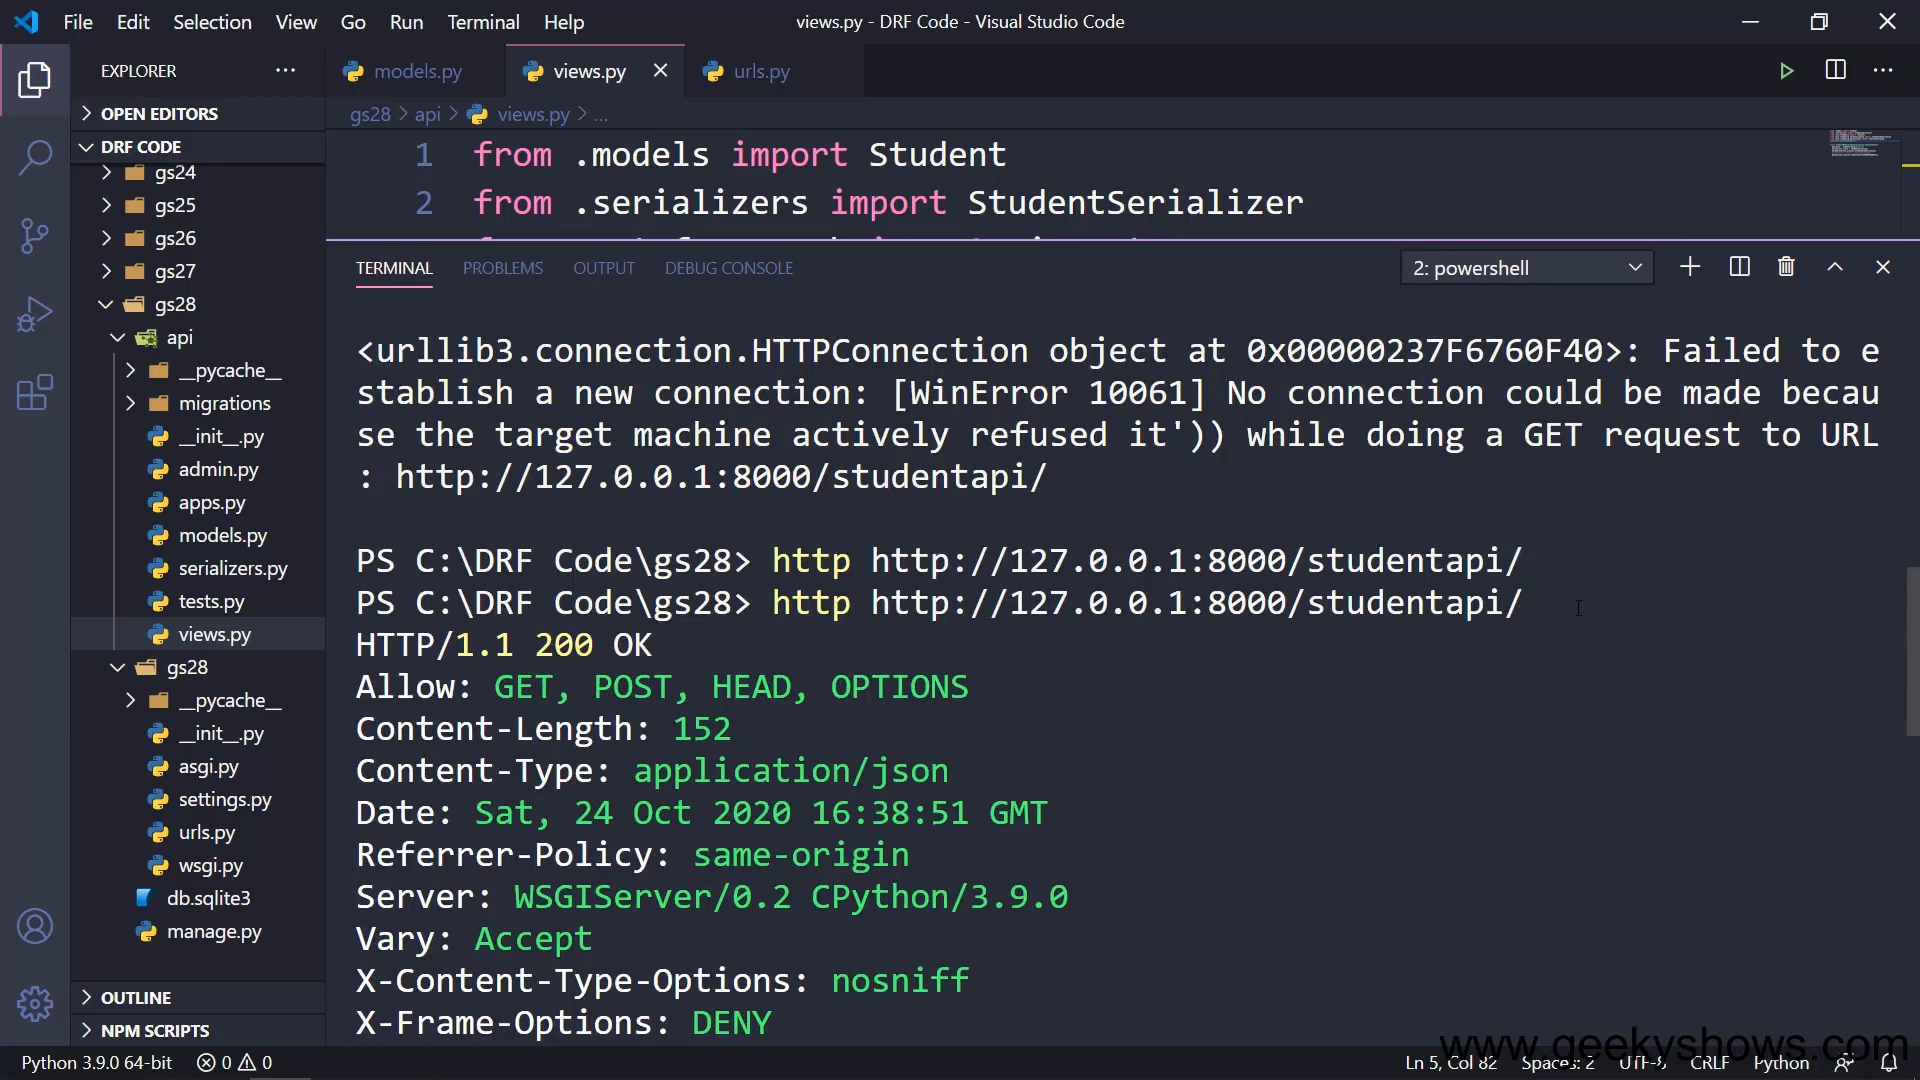 File Edit Selection View Go Run Terminal Help
views.py - DRF Code - Visual Studio Code
EXPLORER
models.py
views.py
urls.py
OPEN EDITORS
gs28 > api > views.py > ...
DRF CODE
1 from .models import Student
2 from .serializers import StudentSerializer
gs24
gs25
gs26
gs27
gs28
api
__pycache__
migrations
__init__.py
admin.py
apps.py
models.py
serializers.py
tests.py
views.py
gs28
__pycache__
__init__.py
asgi.py
settings.py
urls.py
wsgi.py
db.sqlite3
manage.py
OUTLINE
NPM SCRIPTS
TERMINAL PROBLEMS OUTPUT DEBUG CONSOLE
2: powershell
<urllib3.connection.HTTPConnection object at 0x00000237F6760F40>: Failed to e
stablish a new connection: [WinError 10061] No connection could be made becau
se the target machine actively refused it')) while doing a GET request to URL
: http://127.0.0.1:8000/studentapi/
PS C:\DRF Code\gs28> http http://127.0.0.1:8000/studentapi/
PS C:\DRF Code\gs28> http http://127.0.0.1:8000/studentapi/
HTTP/1.1 200 OK
Allow: GET, POST, HEAD, OPTIONS
Content-Length: 152
Content-Type: application/json
Date: Sat, 24 Oct 2020 16:38:51 GMT
Referrer-Policy: same-origin
Server: WSGIServer/0.2 CPython/3.9.0
Vary: Accept
X-Content-Type-Options: nosniff
X-Frame-Options: DENY
www.geekyshows.com
Python 3.9.0 64-bit 0 0
Ln 5, Col 82 Spaces: 2 UTF-8 CRLF Python